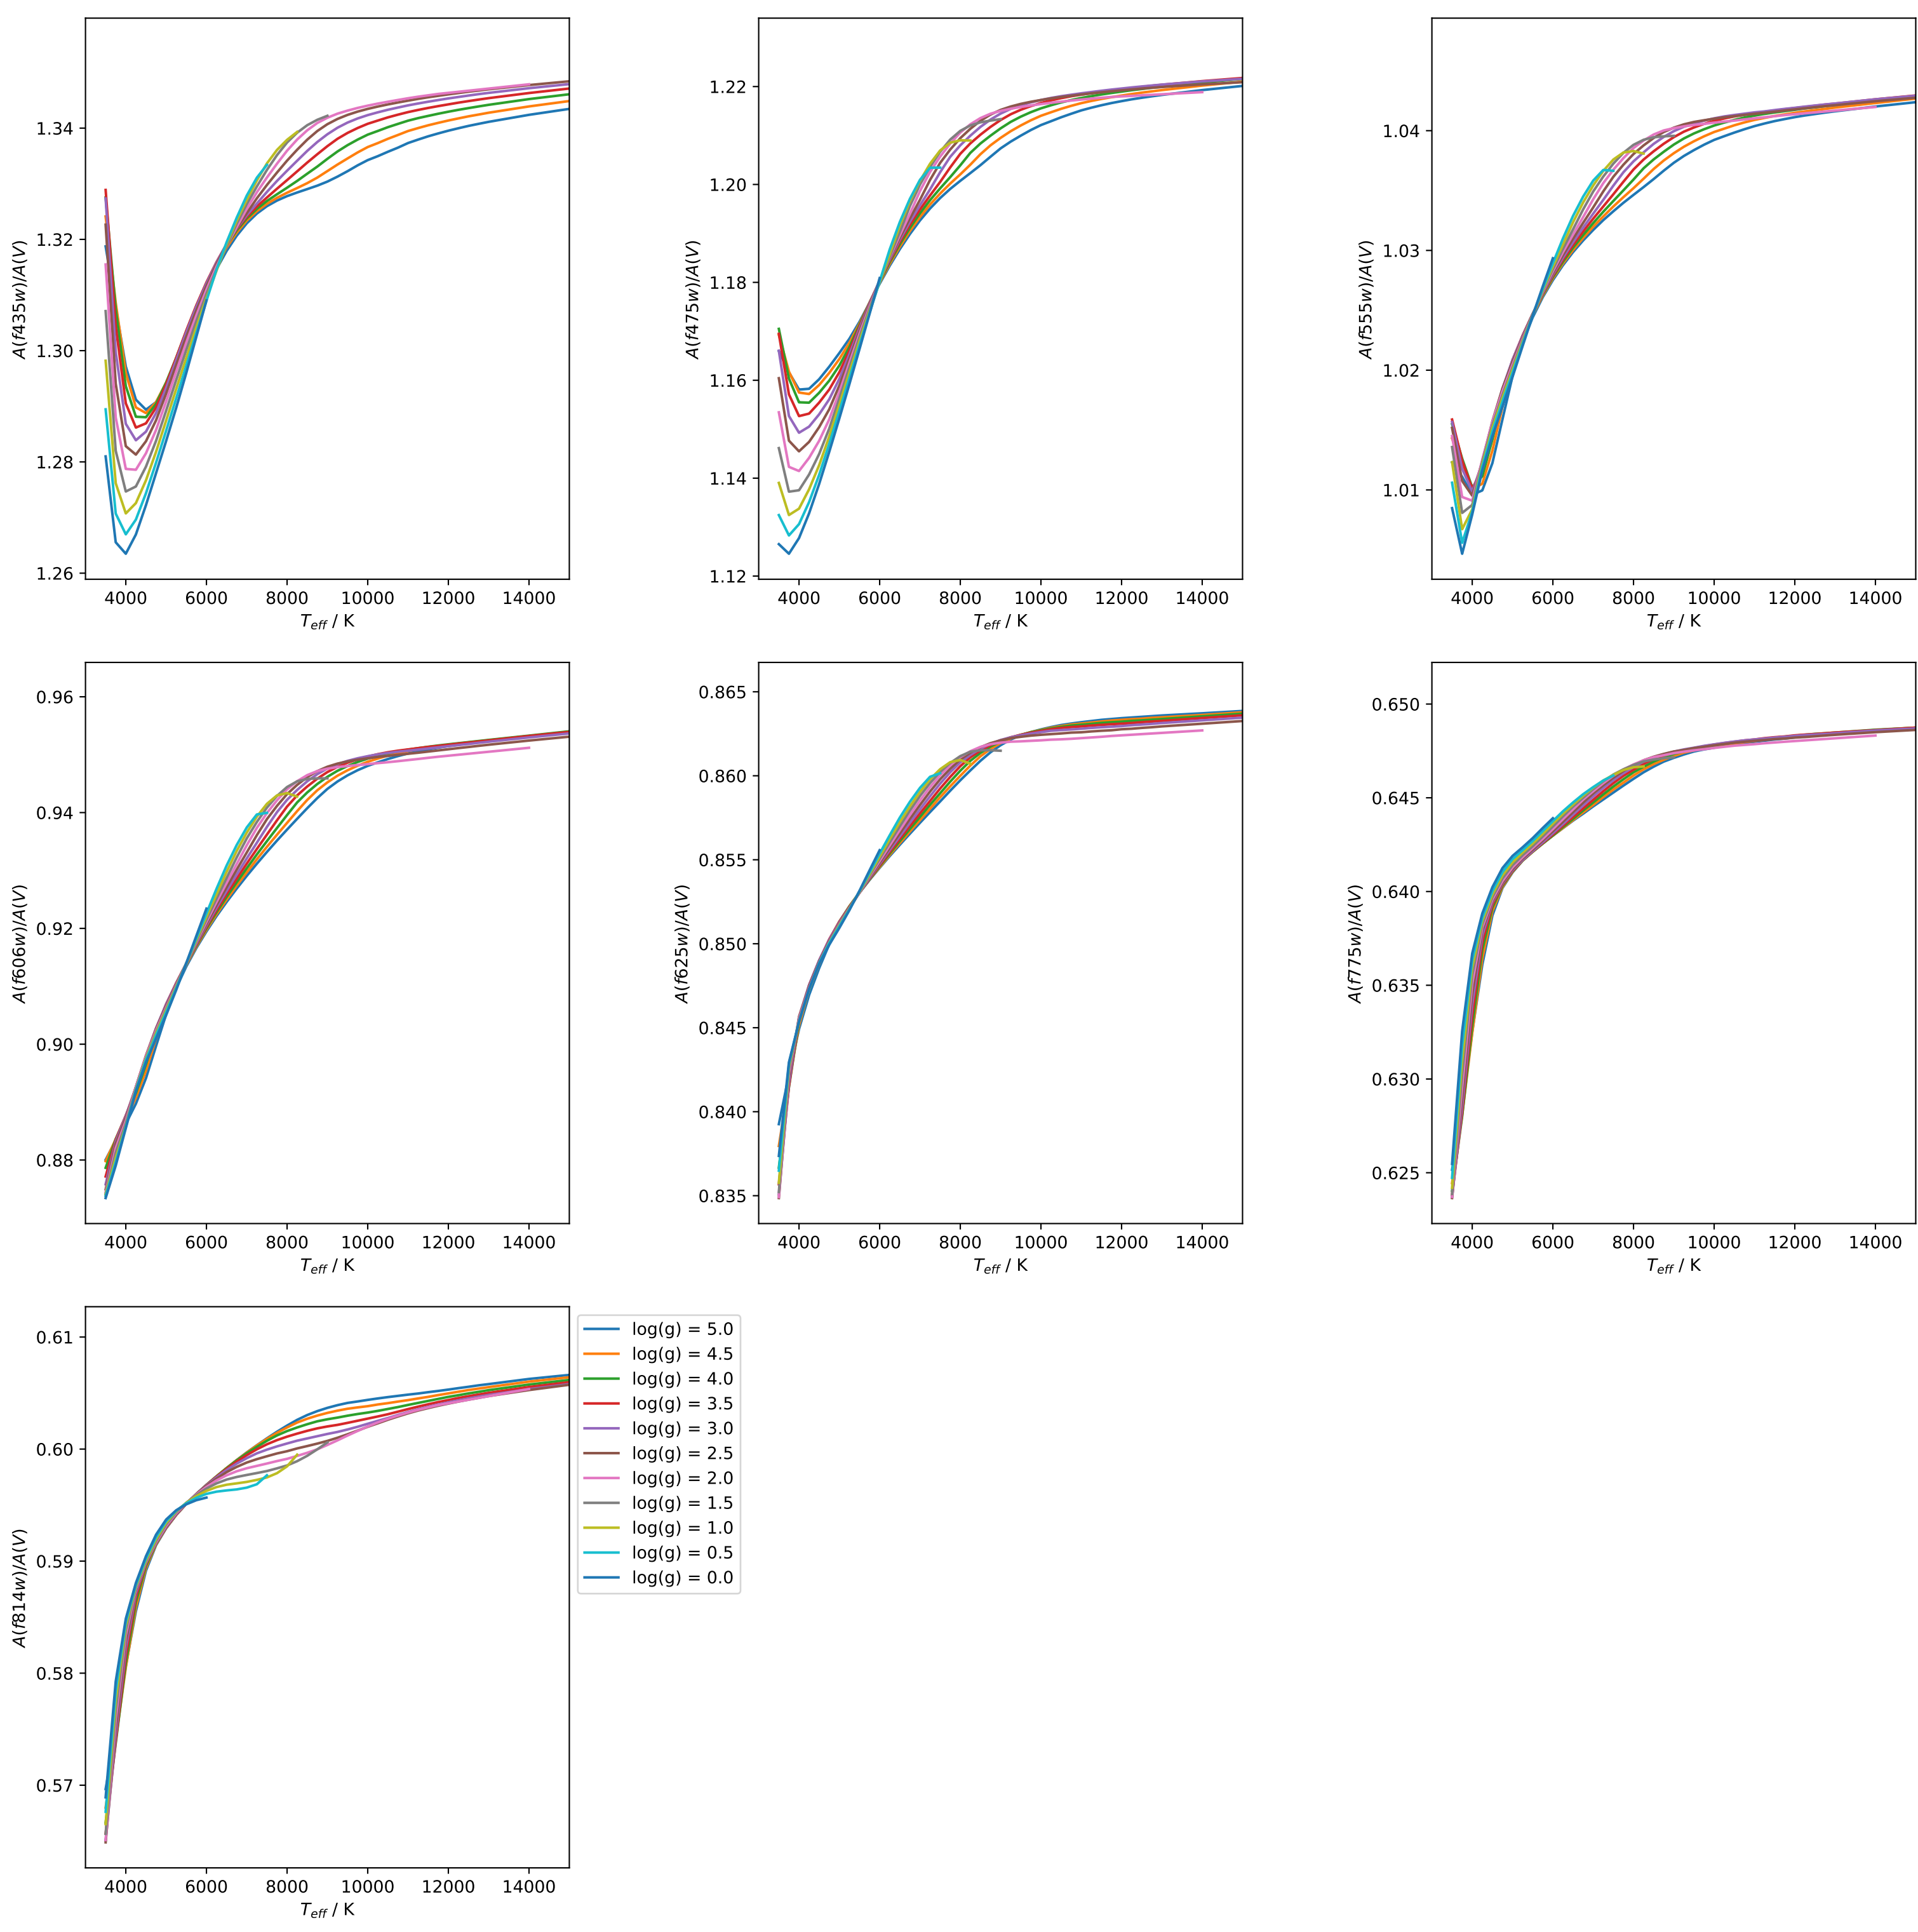 A(f435w)/A(V)
1.34
1.32
1.30
1.28
1.26
4000 6000 8000 10000 12000 14000
T_eff / K
A(f475w)/A(V)
1.22
1.20
1.18
1.16
1.14
1.12
4000 6000 8000 10000 12000 14000
T_eff / K
A(f555w)/A(V)
1.04
1.03
1.02
1.01
4000 6000 8000 10000 12000 14000
T_eff / K
A(f606w)/A(V)
0.96
0.94
0.92
0.90
0.88
4000 6000 8000 10000 12000 14000
T_eff / K
A(f625w)/A(V)
0.865
0.860
0.855
0.850
0.845
0.840
0.835
4000 6000 8000 10000 12000 14000
T_eff / K
A(f775w)/A(V)
0.650
0.645
0.640
0.635
0.630
0.625
4000 6000 8000 10000 12000 14000
T_eff / K
A(f814w)/A(V)
0.61
0.60
0.59
0.58
0.57
4000 6000 8000 10000 12000 14000
T_eff / K
log(g) = 5.0
log(g) = 4.5
log(g) = 4.0
log(g) = 3.5
log(g) = 3.0
log(g) = 2.5
log(g) = 2.0
log(g) = 1.5
log(g) = 1.0
log(g) = 0.5
log(g) = 0.0